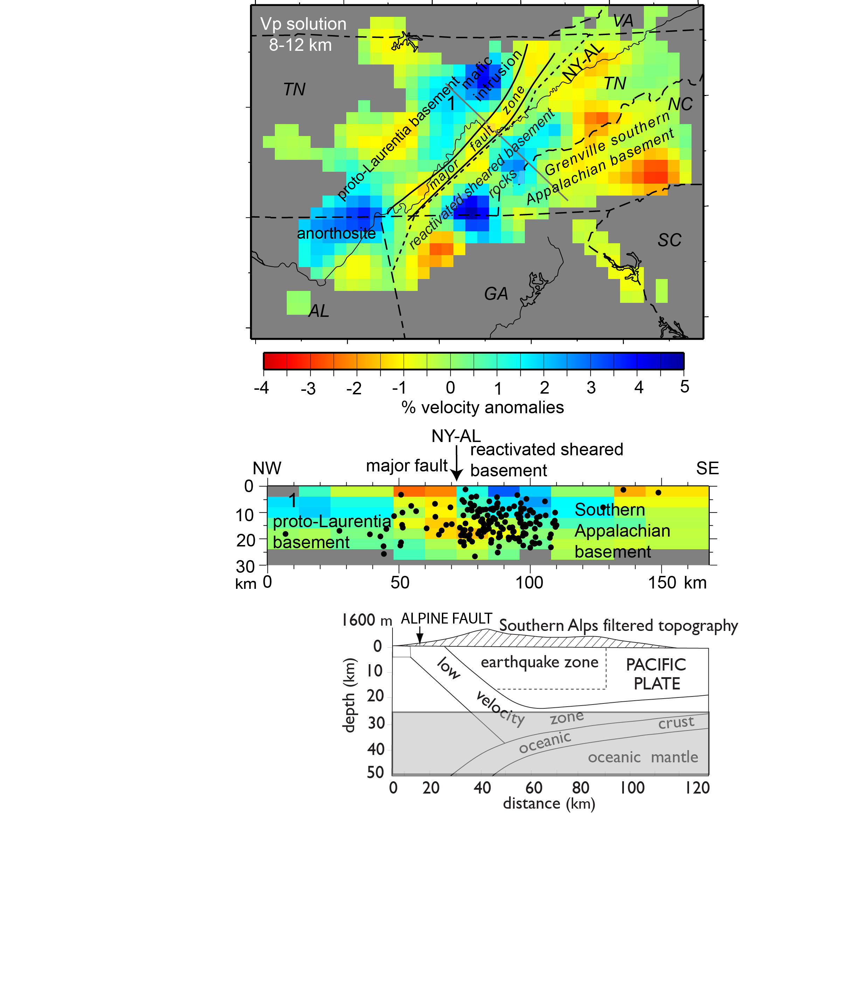 Vp solution
8-12 km
VA
NY-AL
TN
TN
NC
mafic
intrusion
proto-Laurentia basement
1
zone
fault
major
reactivated sheared basement
rocks
Grenville southern
Appalachian basement
anorthosite
SC
GA
AL
-4 -3 -2 -1 0 1 2 3 4 5
% velocity anomalies
NY-AL
reactivated sheared
basement
major fault
NW
SE
0
1
10
proto-Laurentia
basement
Southern
Appalachian
basement
20
30
km 0 50 100 150 km
1600 m
ALPINE FAULT
Southern Alps filtered topography
0
low
velocity
zone
earthquake zone
PACIFIC
PLATE
10
20
30
40
50
depth (km)
crust
oceanic
oceanic mantle
0 20 40 60 80 100 120
distance (km)